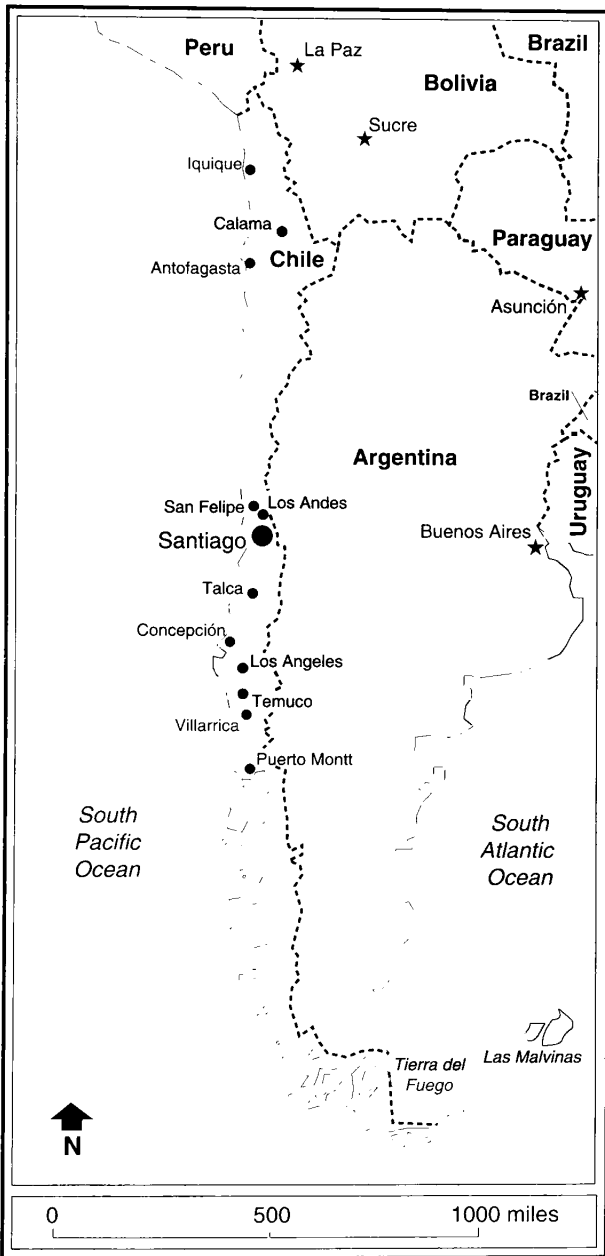 Peru
La Paz
Brazil
Bolivia
Sucre
Iquique
Calama
Paraguay
Chile
Antofagasta
Asunción
Brazil
Argentina
Uruguay
San Felipe
Los Andes
Santiago
Buenos Aires
Talca
Concepción
Los Angeles
Temuco
Villarrica
Puerto Montt
South
Pacific
Ocean
South
Atlantic
Ocean
Las Malvinas
Tierra del
Fuego
N
0 500 1000 miles